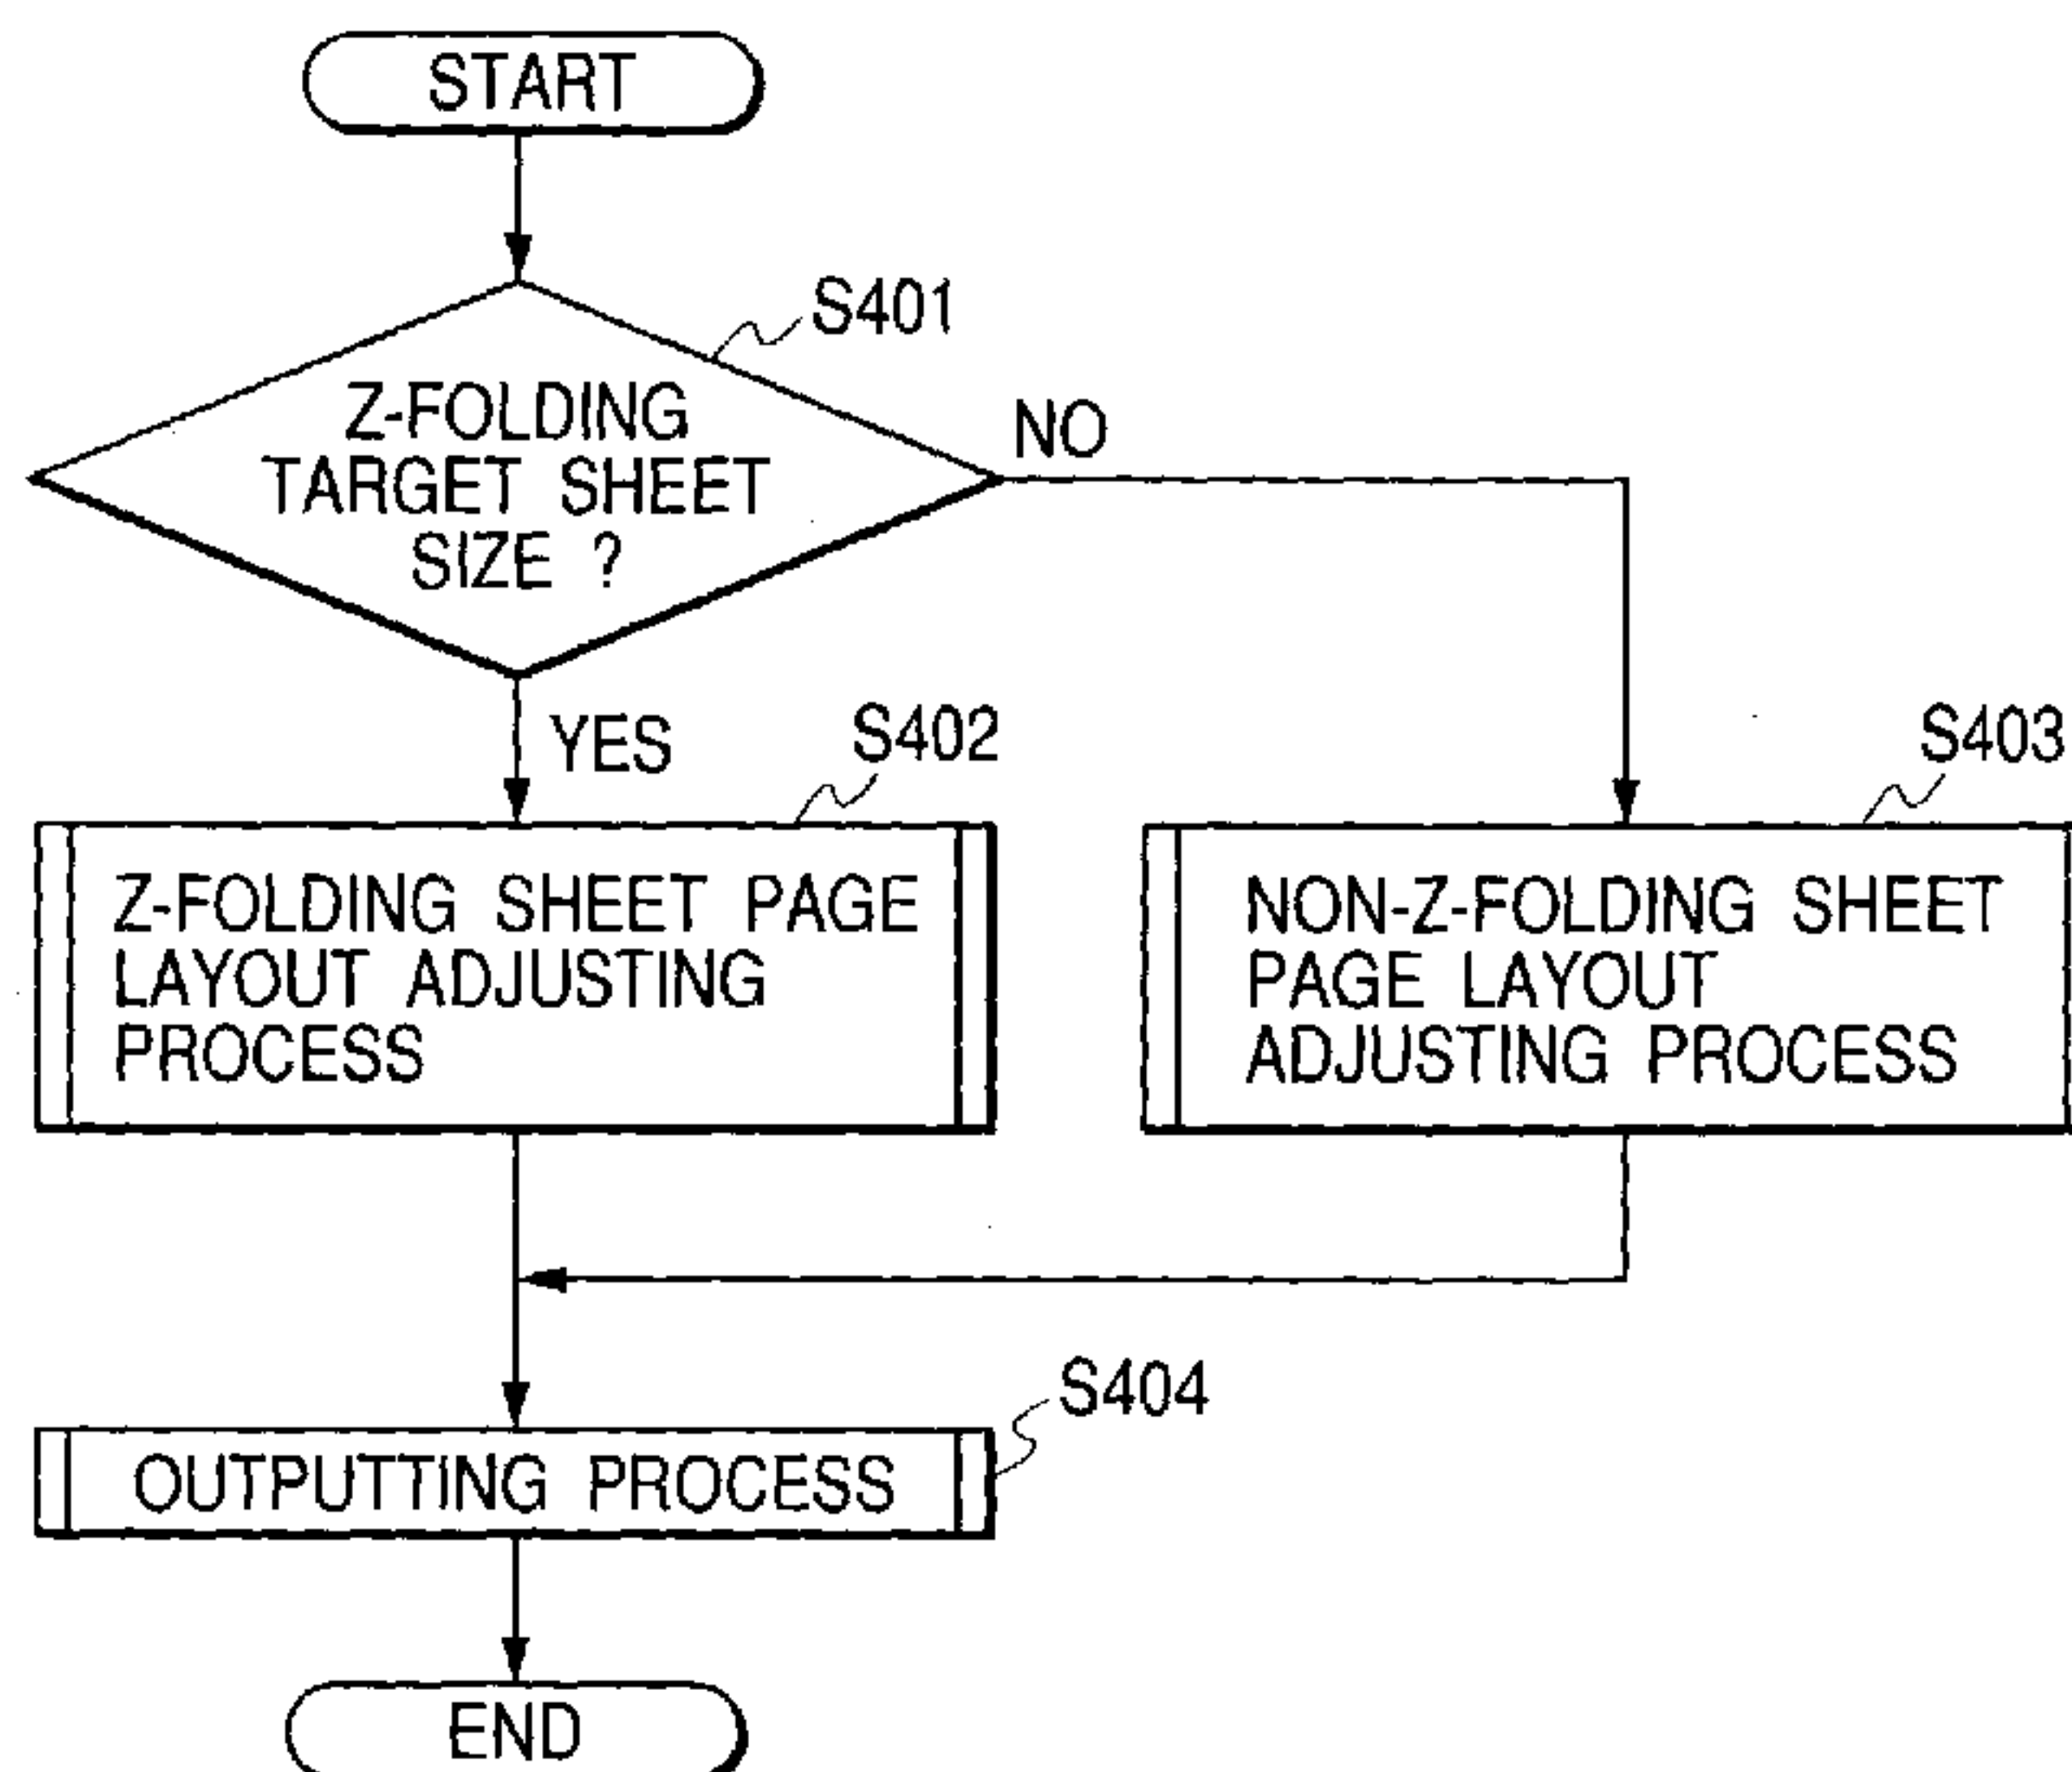 START
S401
Z-FOLDING
TARGET SHEET
SIZE ?
NO
YES
S402
Z-FOLDING SHEET PAGE
LAYOUT ADJUSTING
PROCESS
S403
NON-Z-FOLDING SHEET
PAGE LAYOUT
ADJUSTING PROCESS
S404
OUTPUTTING PROCESS
END